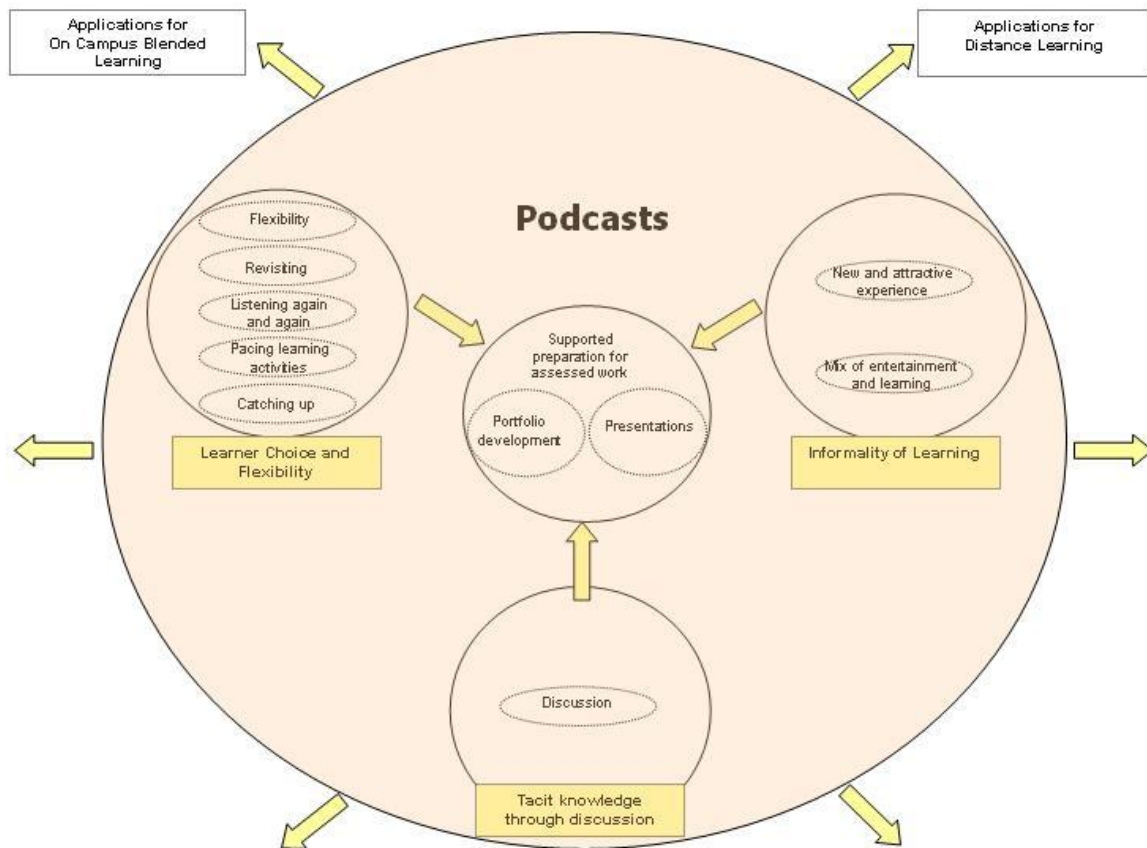 Applications for
On Campus Blended
Learning
Applications for
Distance Learning
Podcasts
Flexibility
Revisiting
Listening again
and again
Pacing learning
activities
Catching up
Learner Choice and
Flexibility
New and attractive
experience
Mix of entertainment
and learning
Informality of Learning
Supported
preparation for
assessed work
Portfolio
development
Presentations
Discussion
Tacit knowledge
through discussion